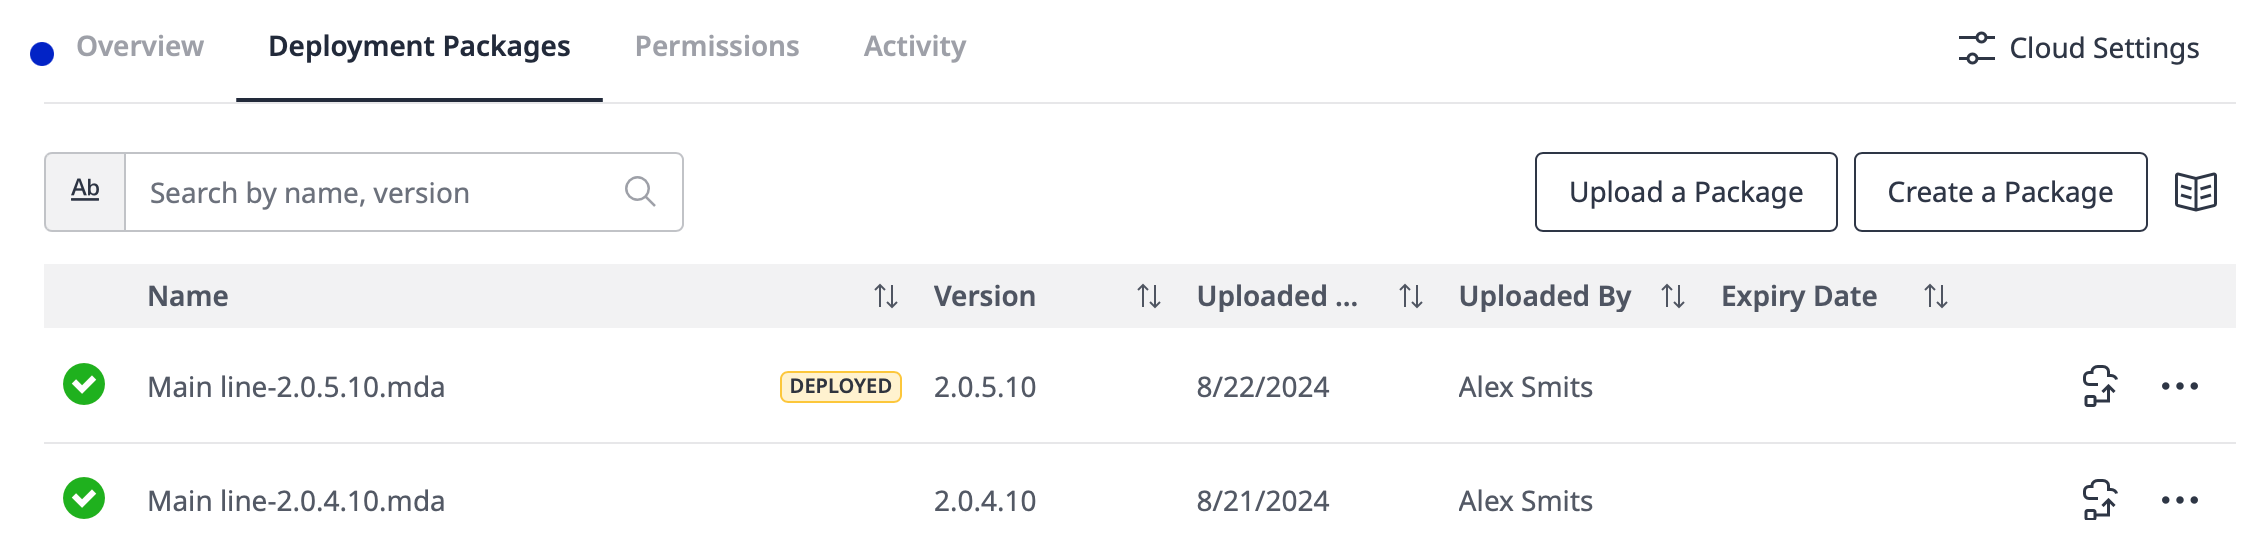 Overview Deployment Packages Permissions Activity Cloud Settings
Ab Search by name, version Upload a Package Create a Package
Name Version Uploaded ... Uploaded By Expiry Date
Main line-2.0.5.10.mda DEPLOYED 2.0.5.10 8/22/2024 Alex Smits
Main line-2.0.4.10.mda 2.0.4.10 8/21/2024 Alex Smits